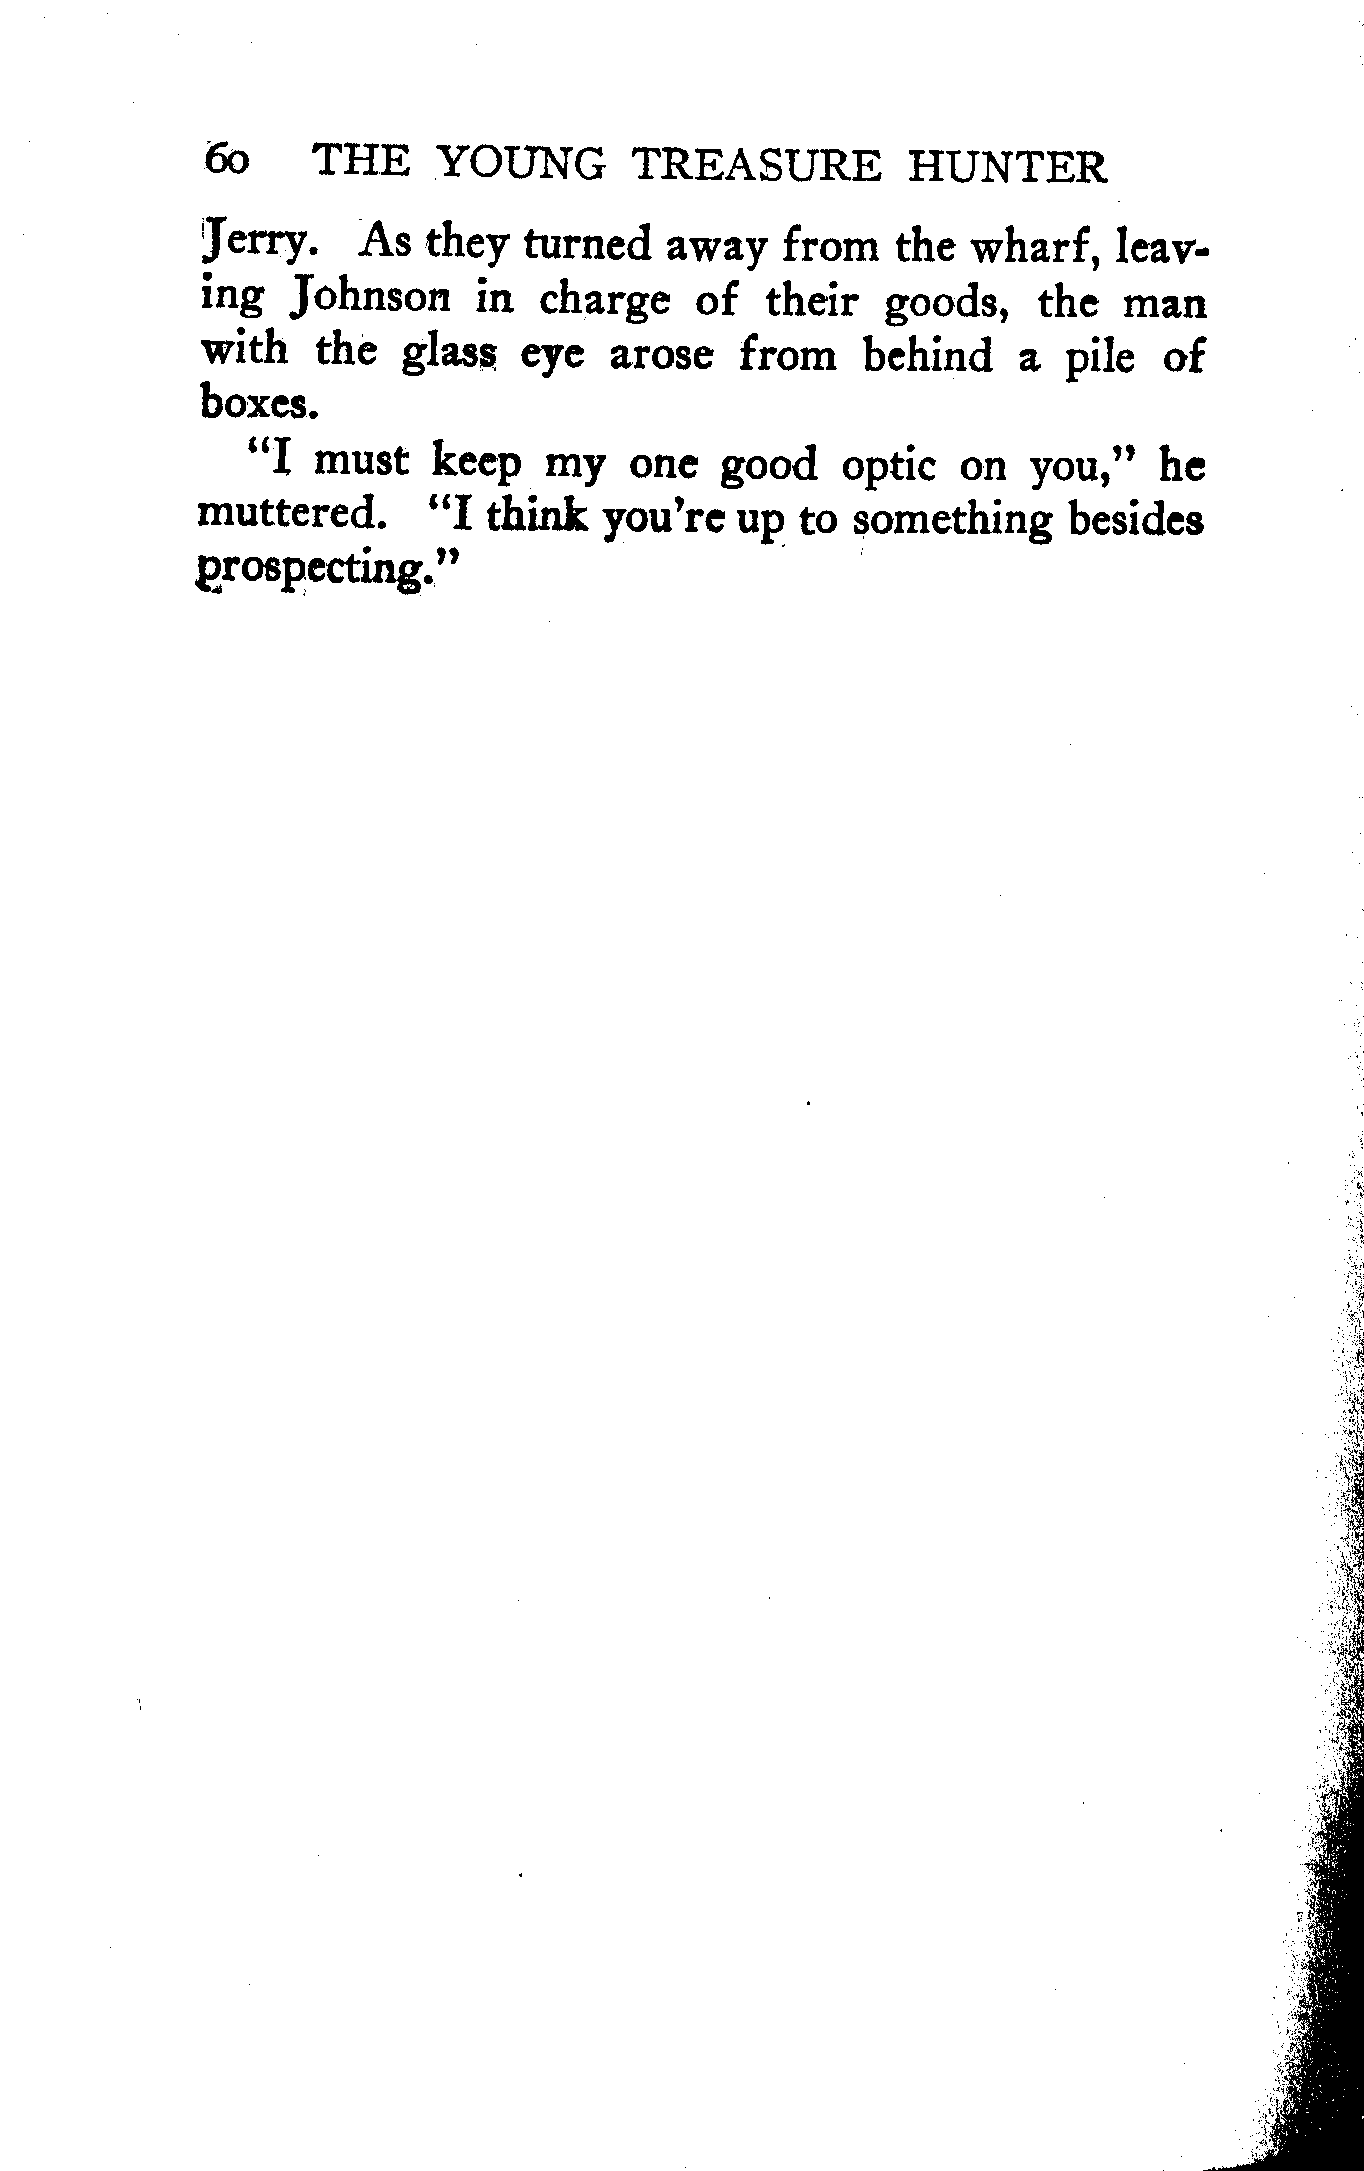 60 THE YOUNG TREASURE HUNTER
Jerry. As they turned away from the wharf, leav-
ing Johnson in charge of their goods, the man
with the glass eye arose from behind a pile of
boxes.
"I must keep my one good optic on you," he
muttered. "I think you're up to something besides
prospecting."